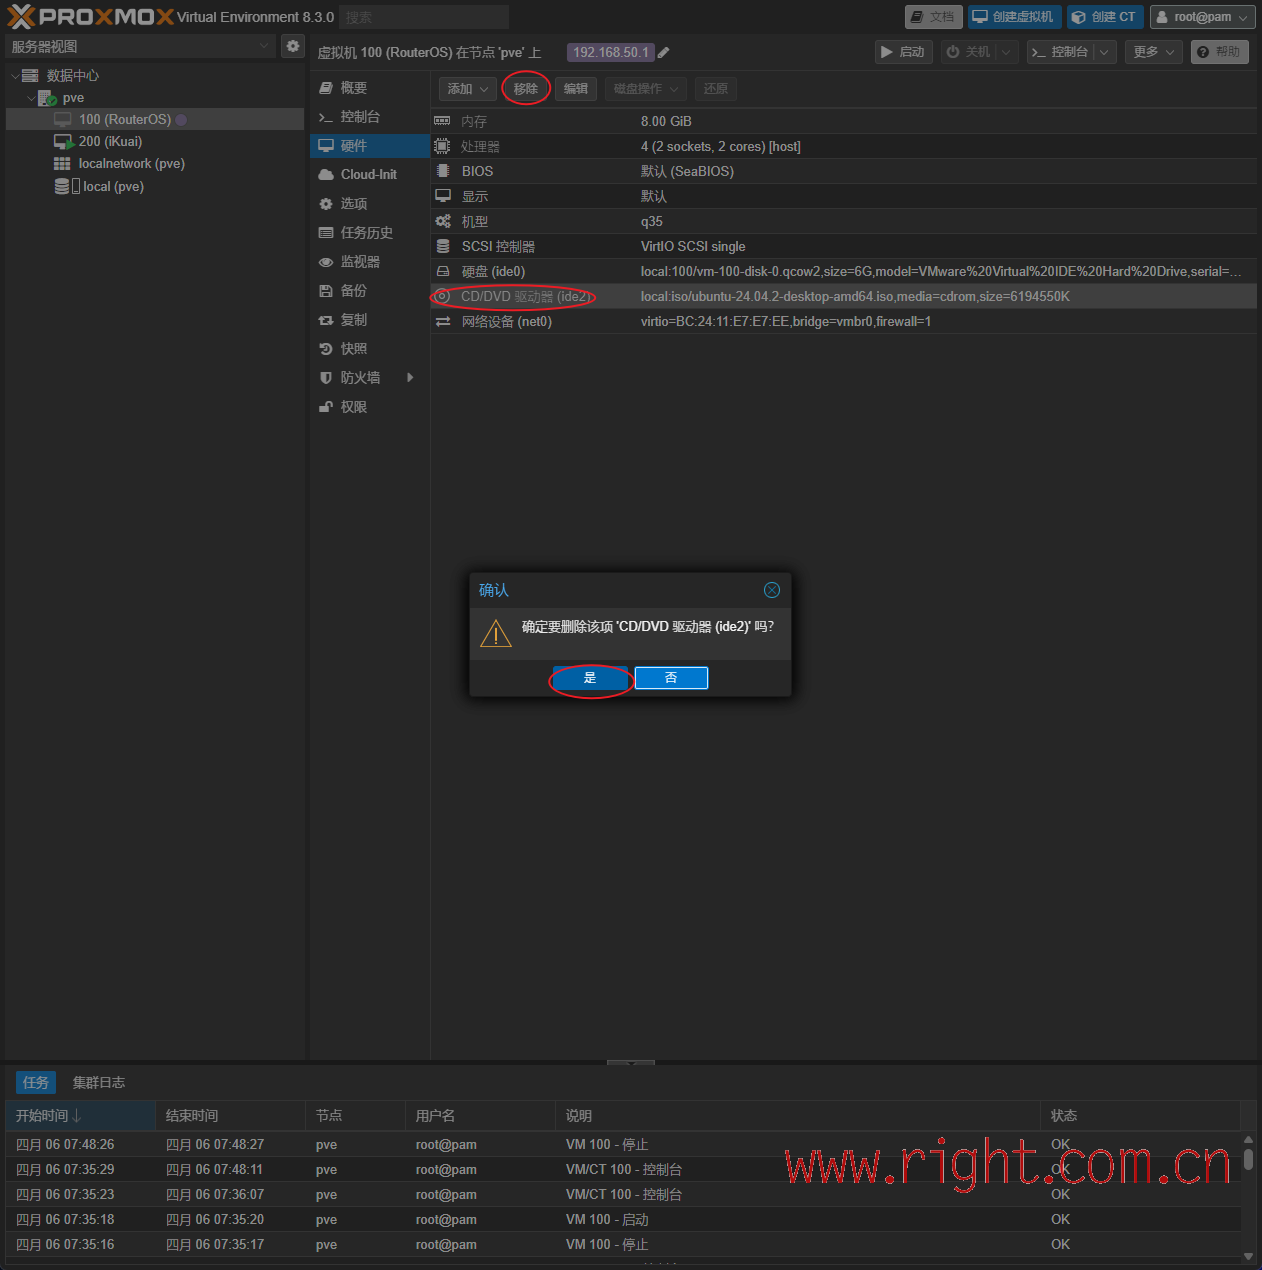 PROXMOX Virtual Environment 8.3.0 搜索 文档 创建虚拟机 创建 CT root@pam
服务器视图
虚拟机 100 (RouterOS) 在节点 'pve' 上 192.168.50.1 启动 关机 控制台 更多 帮助
数据中心
pve
100 (RouterOS)
200 (iKuai)
localnetwork (pve)
local (pve)
概要
控制台
硬件
Cloud-Init
选项
任务历史
监视器
备份
复制
快照
防火墙
权限
添加 移除 编辑 磁盘操作 还原
内存 8.00 GiB
处理器 4 (2 sockets, 2 cores) [host]
BIOS 默认 (SeaBIOS)
显示 默认
机型 q35
SCSI 控制器 VirtIO SCSI single
硬盘 (ide0) local:100/vm-100-disk-0.qcow2,size=6G,model=VMware%20Virtual%20IDE%20Hard%20Drive,serial=...
CD/DVD 驱动器 (ide2) local:iso/ubuntu-24.04.2-desktop-amd64.iso,media=cdrom,size=6194550K
网络设备 (net0) virtio=BC:24:11:E7:E7:EE,bridge=vmbr0,firewall=1
确认
确定要删除该项 'CD/DVD 驱动器 (ide2)' 吗?
是 否
任务 集群日志
开始时间 结束时间 节点 用户名 说明 状态
四月 06 07:48:26 四月 06 07:48:27 pve root@pam VM 100 - 停止 OK
四月 06 07:35:29 四月 06 07:48:11 pve root@pam VM/CT 100 - 控制台 OK
四月 06 07:35:23 四月 06 07:36:07 pve root@pam VM/CT 100 - 控制台 OK
四月 06 07:35:18 四月 06 07:35:20 pve root@pam VM 100 - 启动 OK
四月 06 07:35:16 四月 06 07:35:17 pve root@pam VM 100 - 停止 OK
www.right.com.cn